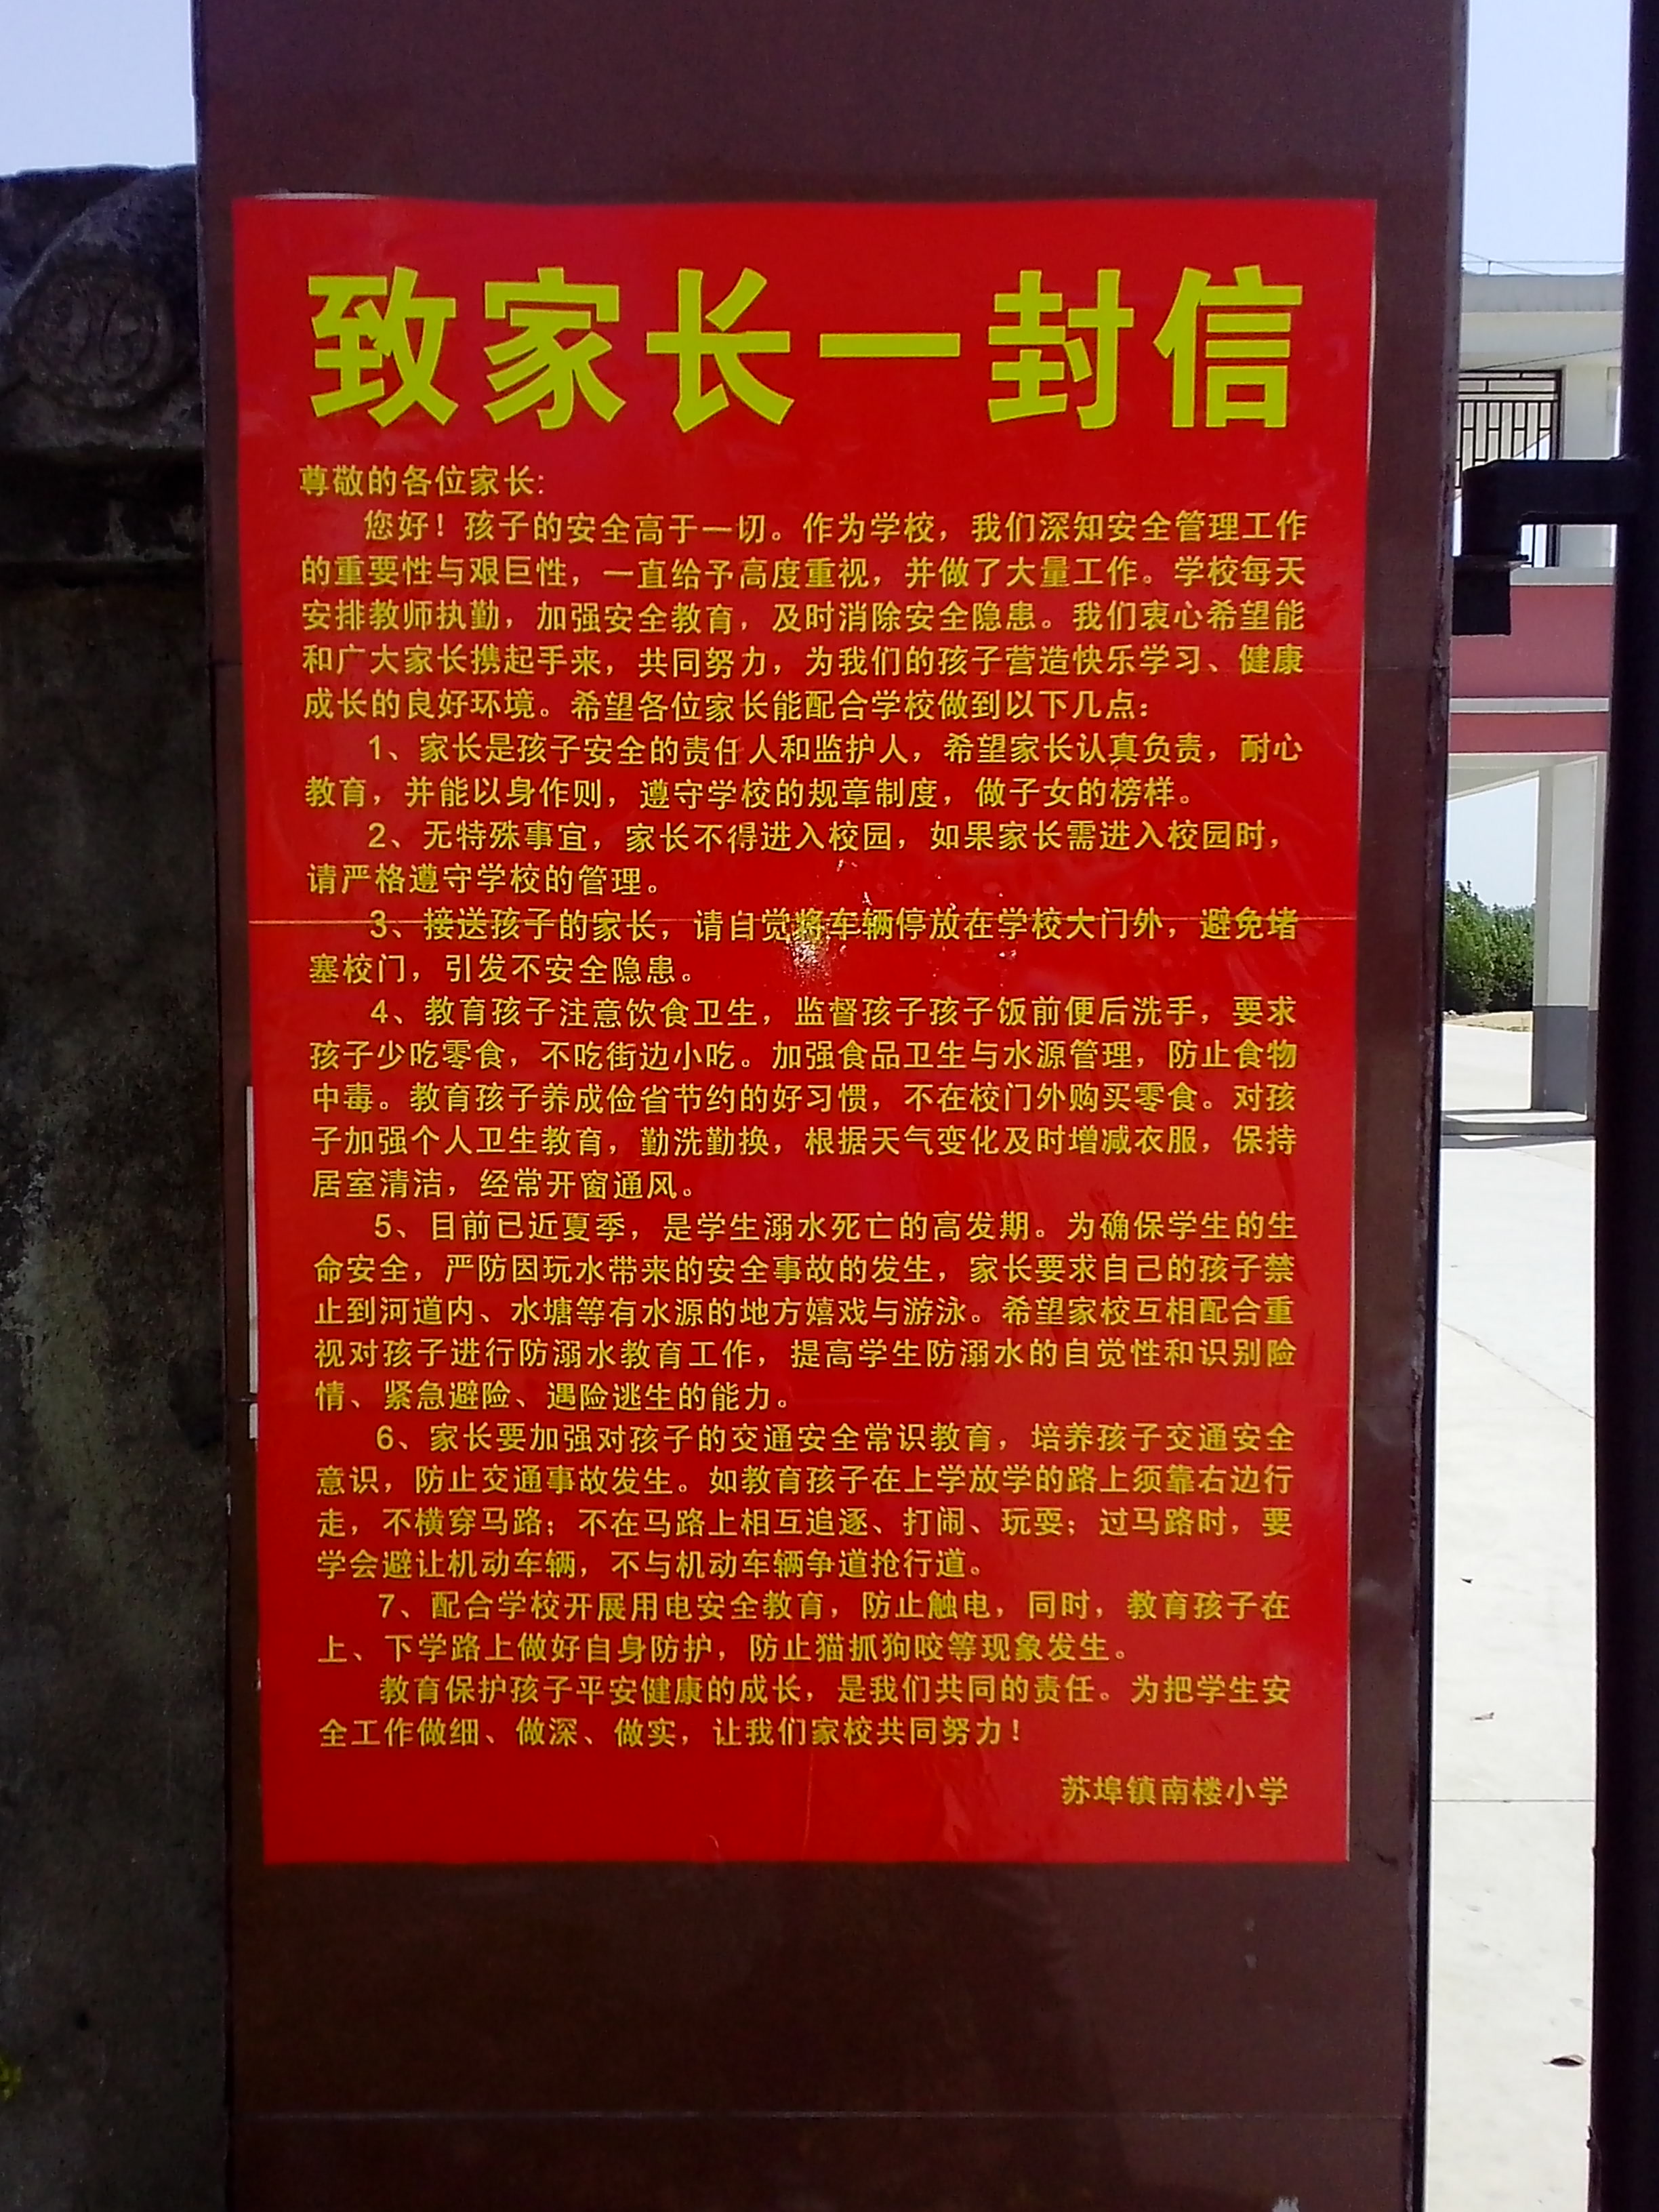 致家长一封信
尊敬的各位家长:
您好！孩子的安全高于一切。作为学校，我们深知安全管理工作
的重要性与艰巨性，一直给予高度重视，并做了大量工作。学校每天
安排教师执勤，加强安全教育，及时消除安全隐患。我们衷心希望能
和广大家长携起手来，共同努力，为我们的孩子营造快乐学习、健康
成长的良好环境。希望各位家长能配合学校做到以下几点：
1、家长是孩子安全的责任人和监护人，希望家长认真负责，耐心
教育，并能以身作则，遵守学校的规章制度，做子女的榜样。
2、无特殊事宜，家长不得进入校园，如果家长需进入校园时，
请严格遵守学校的管理。
3、接送孩子的家长，请自觉将车辆停放在学校大门外，避免堵
塞校门，引发不安全隐患。
4、教育孩子注意饮食卫生，监督孩子孩子饭前便后洗手，要求
孩子少吃零食，不吃街边小吃。加强食品卫生与水源管理，防止食物
中毒。教育孩子养成俭省节约的好习惯，不在校门外购买零食。对孩
子加强个人卫生教育，勤洗勤换，根据天气变化及时增减衣服，保持
居室清洁，经常开窗通风。
5、目前已近夏季，是学生溺水死亡的高发期。为确保学生的生
命安全，严防因玩水带来的安全事故的发生，家长要求自己的孩子禁
止到河道内、水塘等有水源的地方嬉戏与游泳。希望家校互相配合重
视对孩子进行防溺水教育工作，提高学生防溺水的自觉性和识别险
情、紧急避险、遇险逃生的能力。
6、家长要加强对孩子的交通安全常识教育，培养孩子交通安全
意识，防止交通事故发生。如教育孩子在上学放学的路上须靠右边行
走，不横穿马路；不在马路上相互追逐、打闹、玩耍；过马路时，要
学会避让机动车辆，不与机动车辆争道抢行道。
7、配合学校开展用电安全教育，防止触电，同时，教育孩子在
上、下学路上做好自身防护，防止猫抓狗咬等现象发生。
教育保护孩子平安健康的成长，是我们共同的责任。为把学生安
全工作做细、做深、做实，让我们家校共同努力！
苏埠镇南楼小学